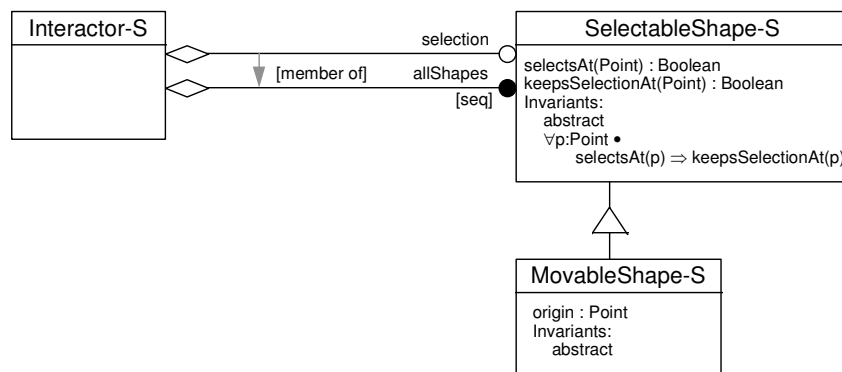 Interactor-S
selection
[member of]
allShapes
[seq]
SelectableShape-S
selectsAt(Point) : Boolean
keepsSelectionAt(Point) : Boolean
Invariants:
abstract
∀p:Point •
selectsAt(p) ⇒ keepsSelectionAt(p)
MovableShape-S
origin : Point
Invariants:
abstract